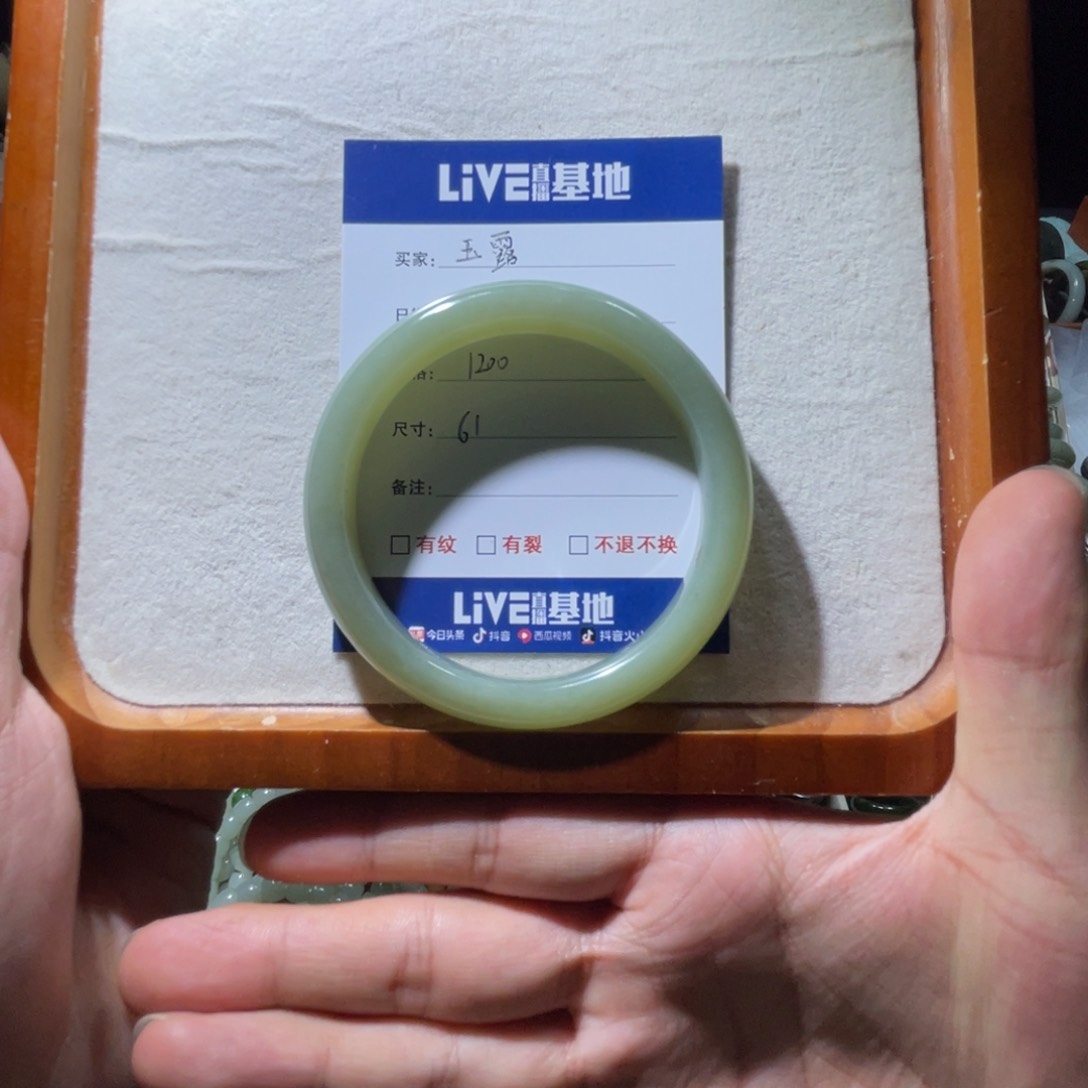 LiVE直播基地
买家: 玉露
日
格: 1200
尺寸: 61
备注:
□有纹 □有裂 □不退不换
LiVE直播基地
今日头条 抖音 西瓜视频 抖音火山